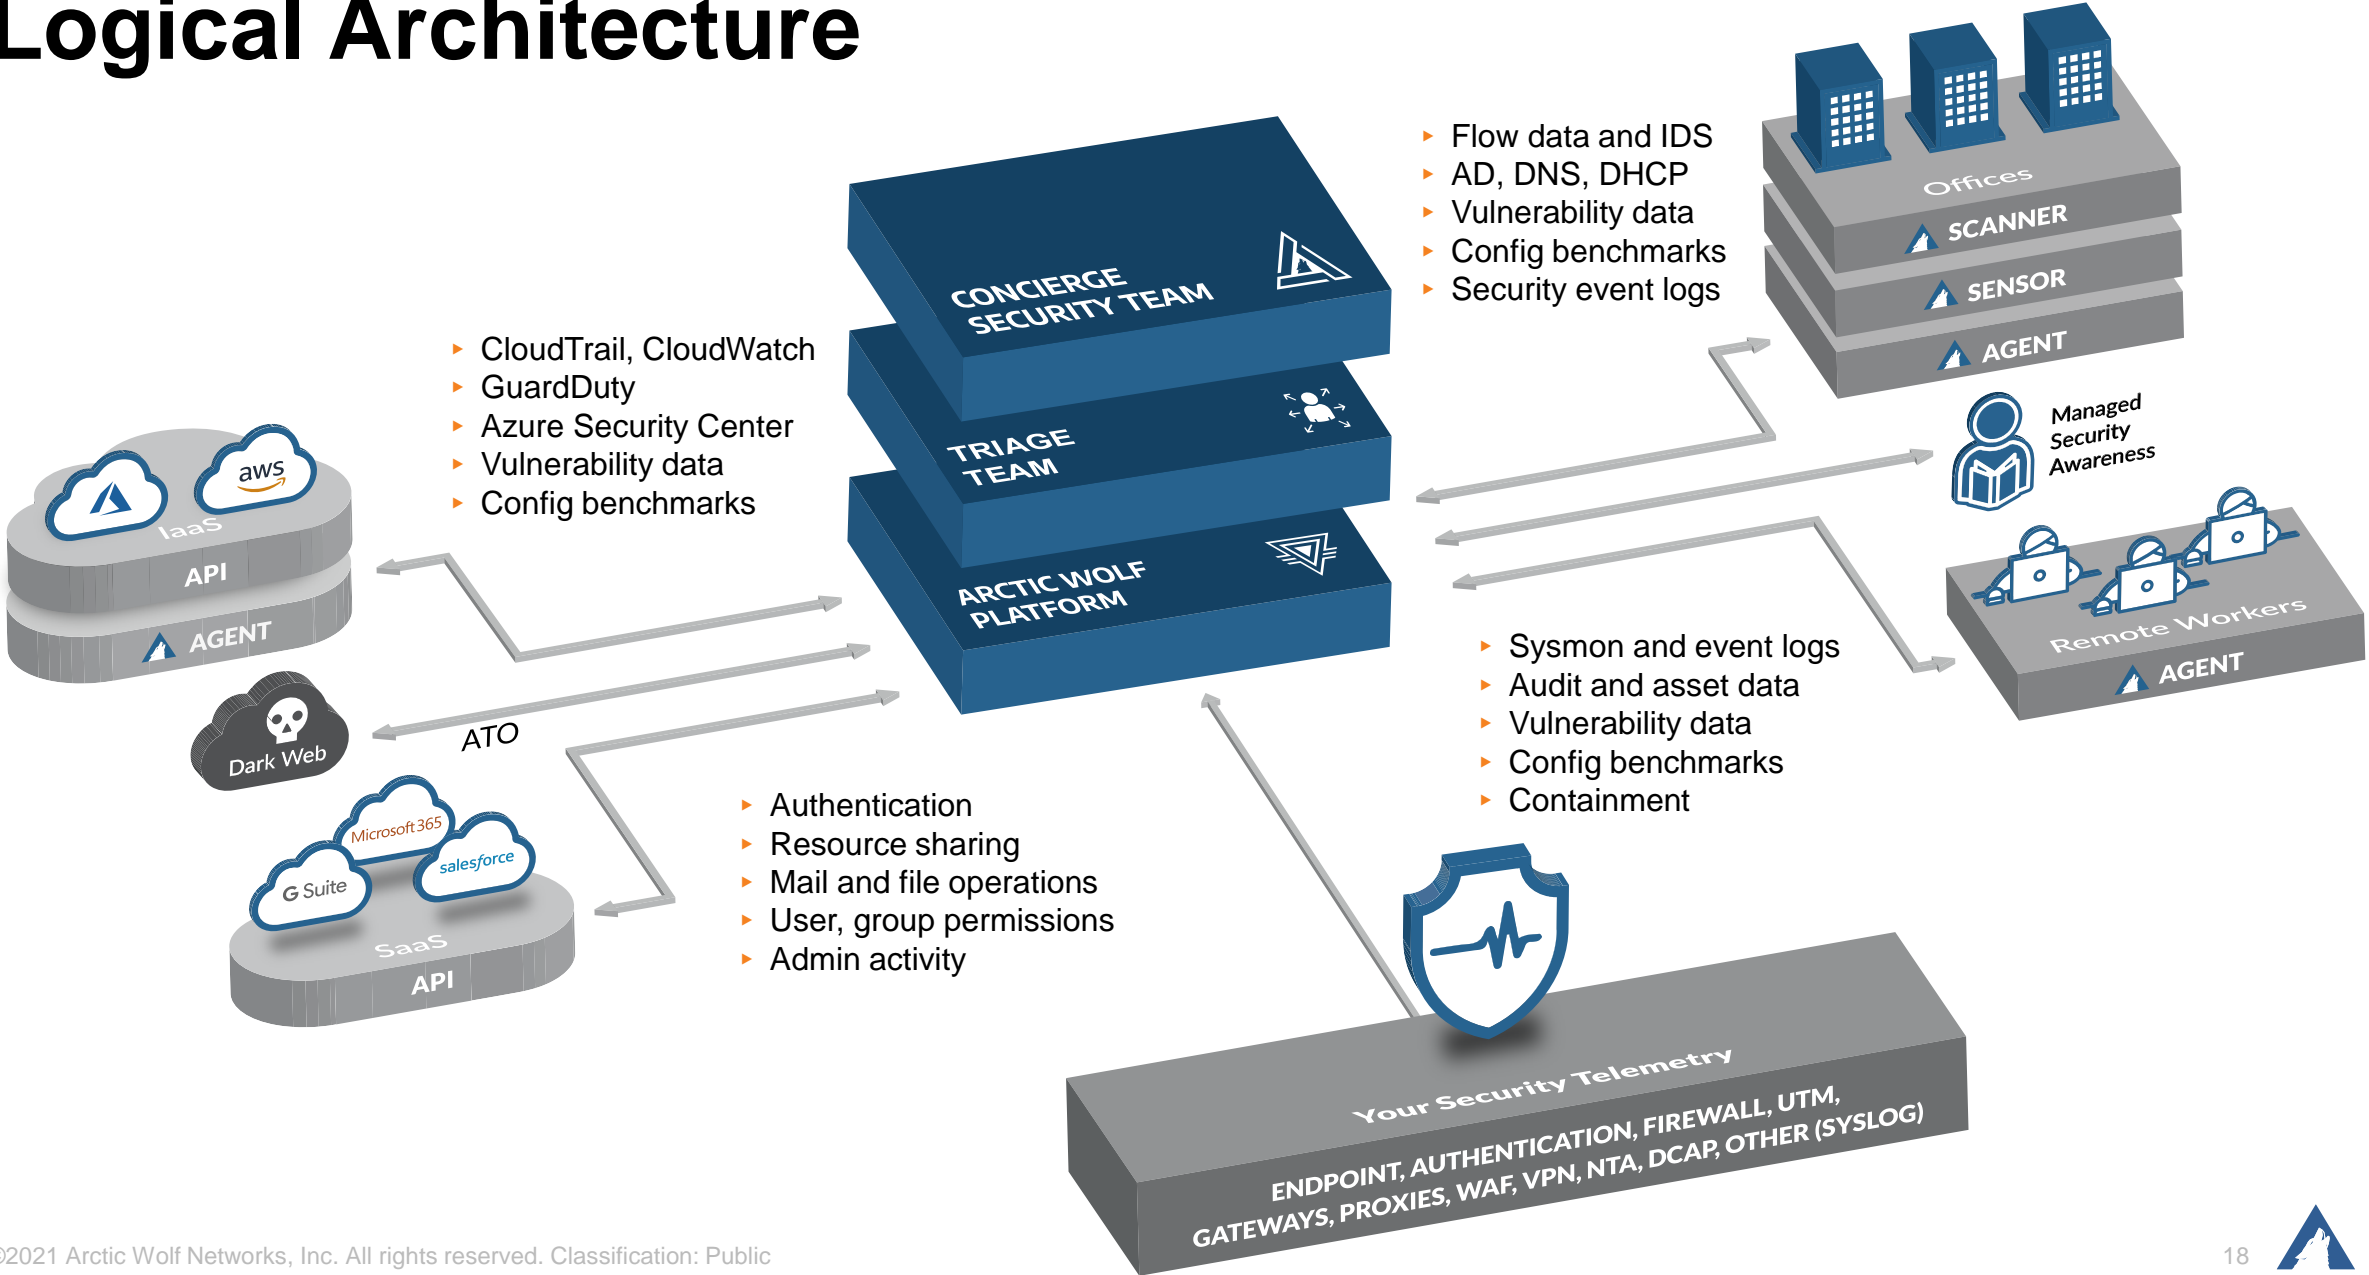 Logical Architecture
Flow data and IDS
AD, DNS, DHCP
Vulnerability data
Config benchmarks
Security event logs
Offices
SCANNER
SENSOR
AGENT
CONCIERGE
SECURITY TEAM
TRIAGE
TEAM
ARCTIC WOLF
PLATFORM
CloudTrail, CloudWatch
GuardDuty
Azure Security Center
Vulnerability data
Config benchmarks
aws
IaaS
API
AGENT
Managed
Security
Awareness
Remote Workers
AGENT
Dark Web
ATO
Sysmon and event logs
Audit and asset data
Vulnerability data
Config benchmarks
Containment
Microsoft 365
salesforce
G Suite
SaaS
API
Authentication
Resource sharing
Mail and file operations
User, group permissions
Admin activity
Your Security Telemetry
ENDPOINT, AUTHENTICATION, FIREWALL, UTM,
GATEWAYS, PROXIES, WAF, VPN, NTA, DCAP, OTHER (SYSLOG)
©2021 Arctic Wolf Networks, Inc. All rights reserved. Classification: Public
18